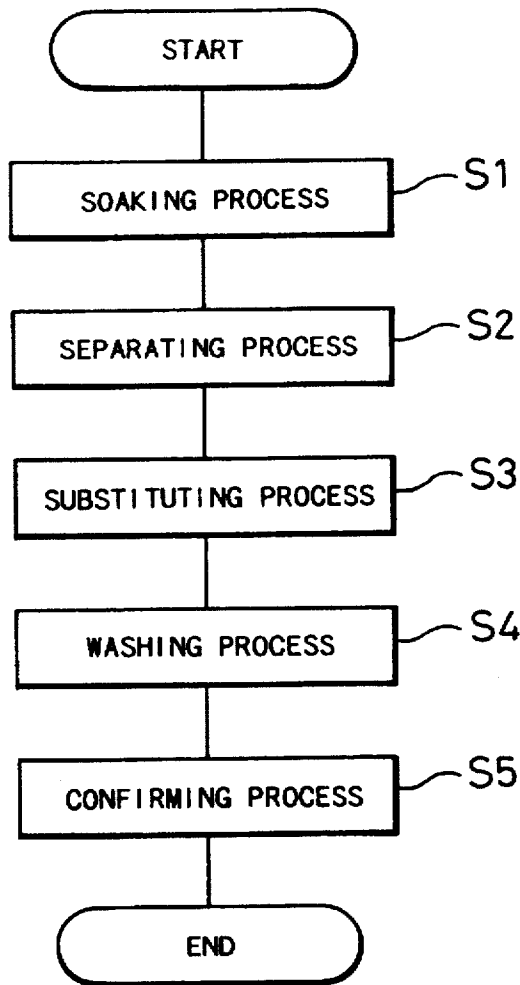 START
SOAKING PROCESS
S1
SEPARATING PROCESS
S2
SUBSTITUTING PROCESS
S3
WASHING PROCESS
S4
CONFIRMING PROCESS
S5
END